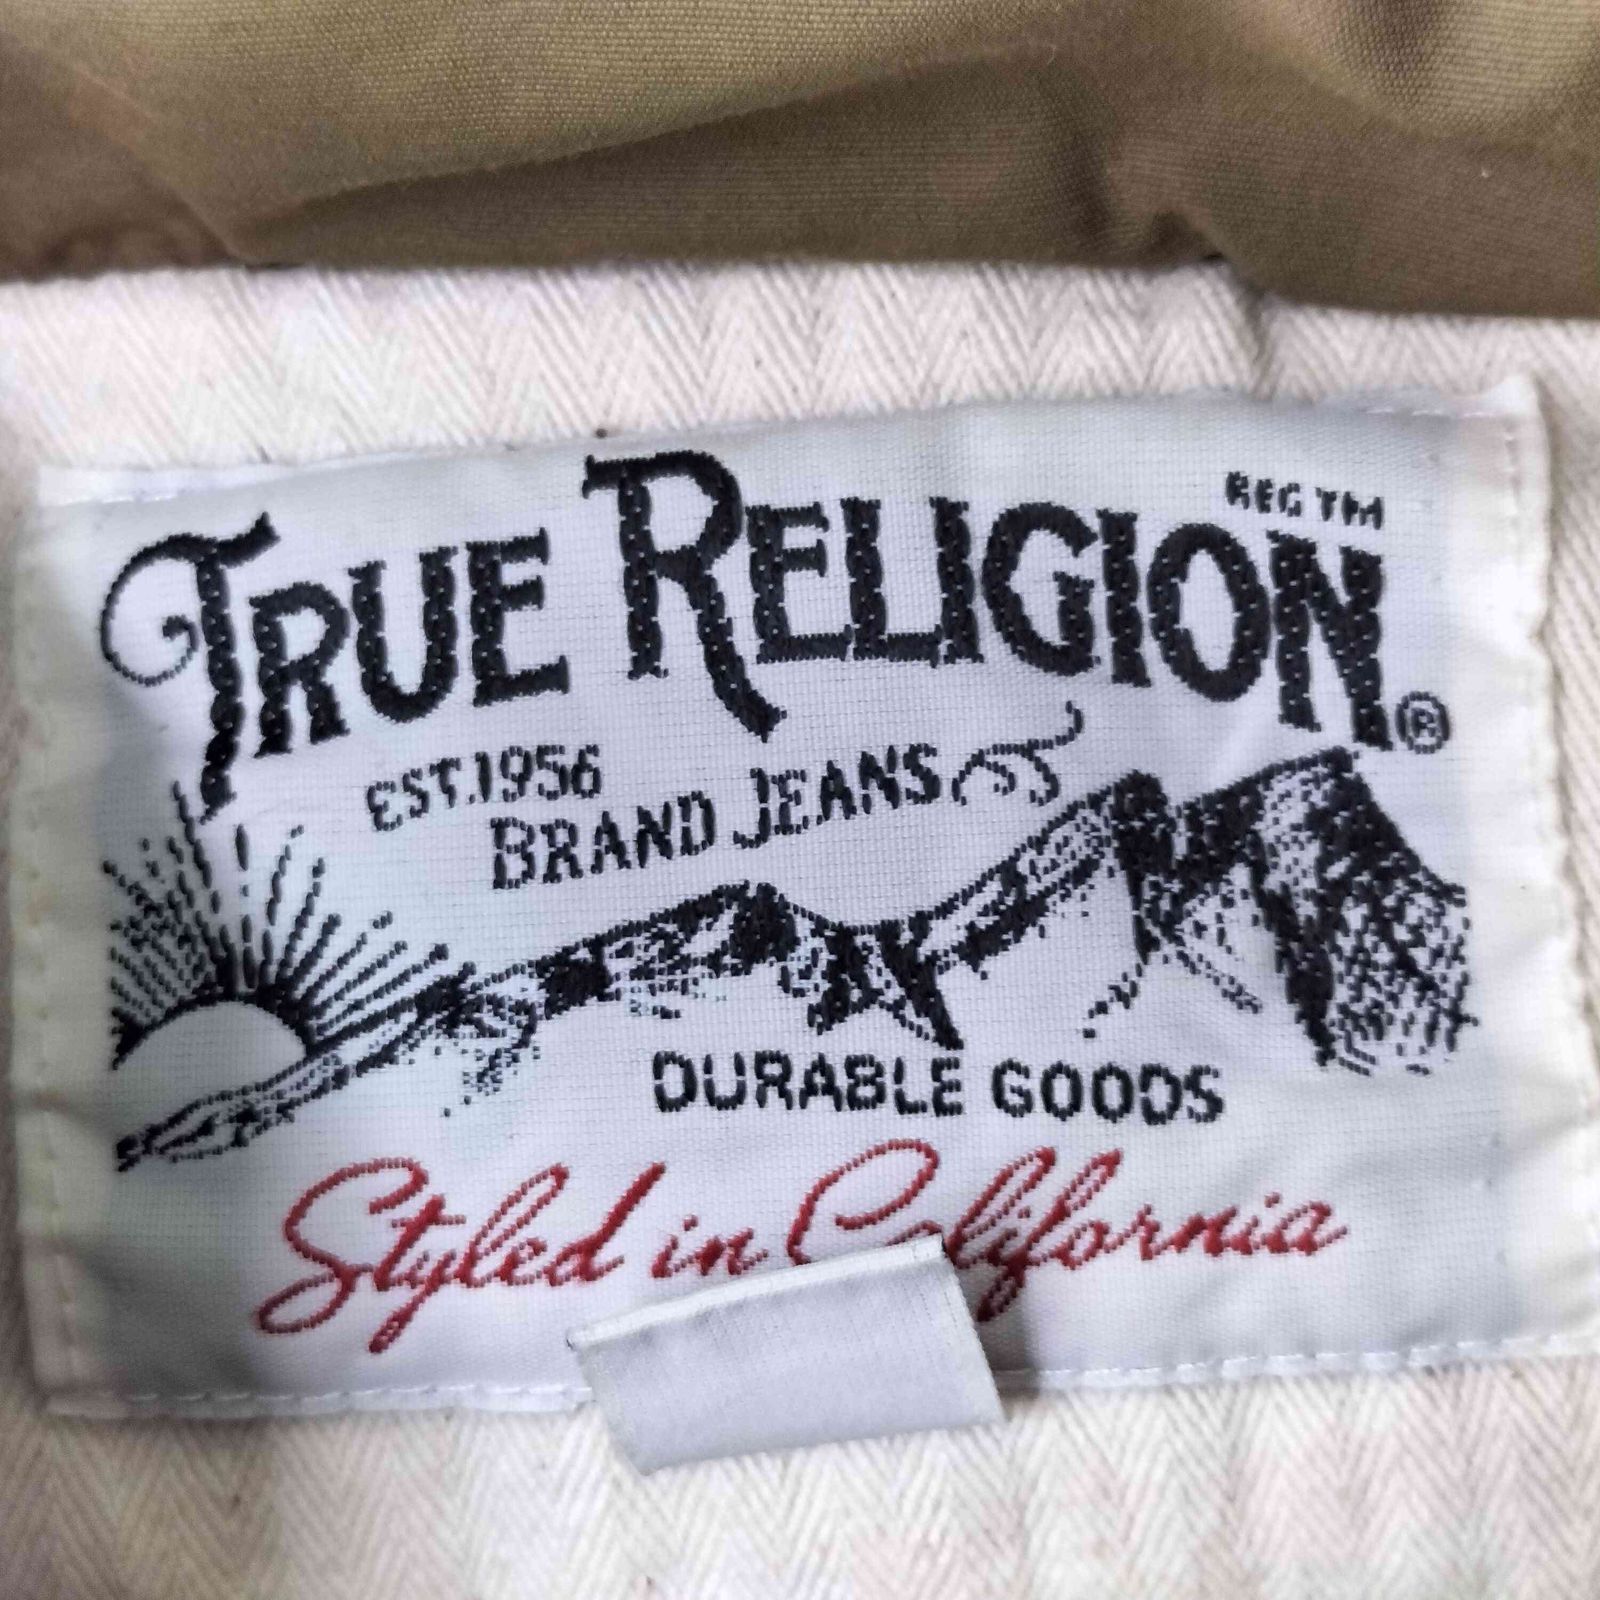 REG TM
TRUE RELIGION®
EST.1956
BRAND JEANS
DURABLE GOODS
Styled in California